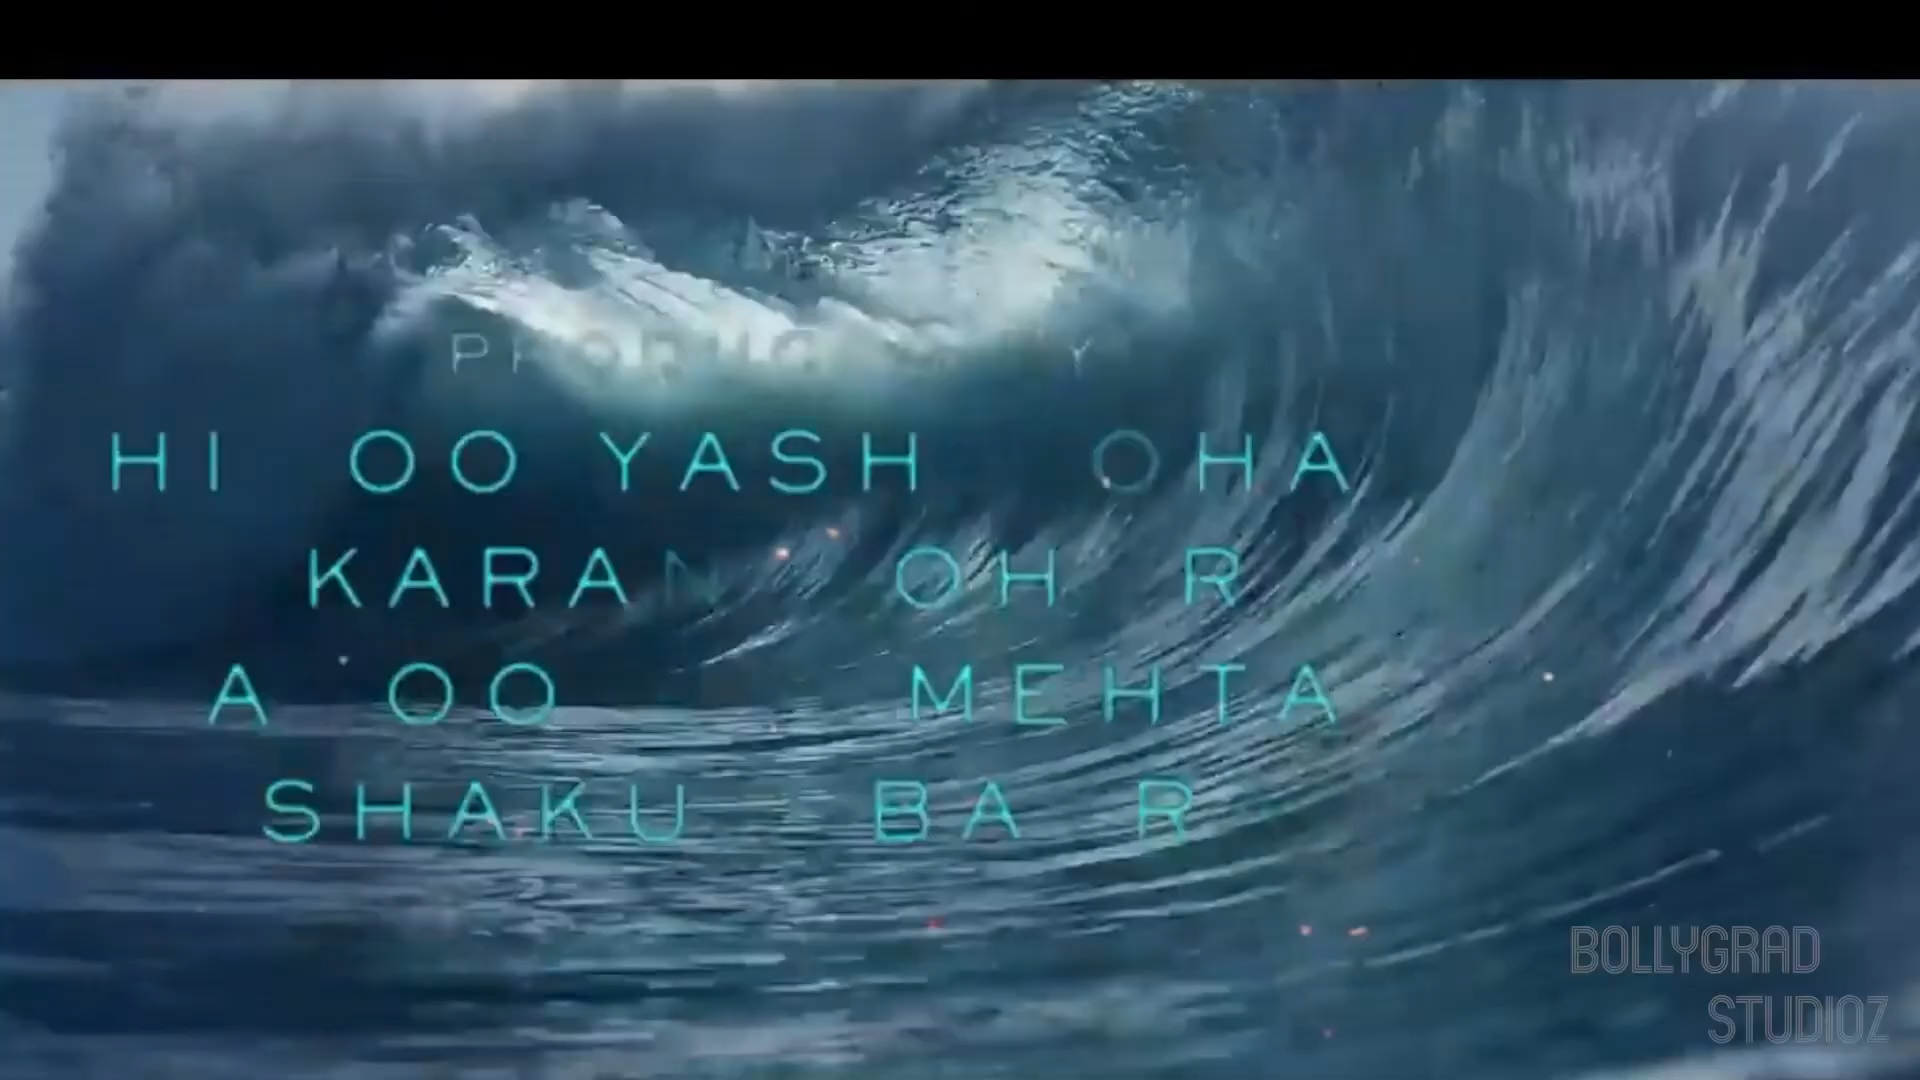 HI OO YASH OHA
KARAN OH R
A OO MEHTA
SHAKU BA R
BOLLYGRAD
STUDIOZ